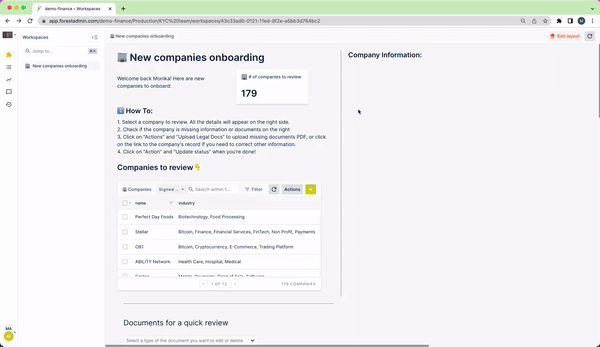 demo-finance › Workspaces
app.forestadmin.com/demo-finance/Production/KYC%20team/workspaces/
Workspaces
New companies onboarding
Edit layout
Jump to...
New companies onboarding
New companies onboarding
Company Information:
Welcome back Monika! Here are new
companies to onboard:
# of companies to review
179
How To:
1. Select a company to review. All the details will appear on the right side.
2. Check if the company is missing information or documents on the right
3. Click on "Actions" and "Upload Legal Docs" to upload missing documents PDF, or click
on the link to the company's record if you need to correct other information.
4. Click on "Action" and "Update status" when you're done!
Companies to review
Companies
Signed ...
Search within 1...
Filter
Actions
+
name
industry
Perfect Day Foods
Biotechnology, Food Processing
Stellar
Bitcoin, Finance, Financial Services, FinTech, Non Profit, Payments
OB1
Bitcoin, Cryptocurrency, E-Commerce, Trading Platform
ABILITY Network
Health Care, Hospital, Medical
1 OF 12
179 COMPANIES
Documents for a quick review
Select a type of the document you want to edit or delete
MA
M